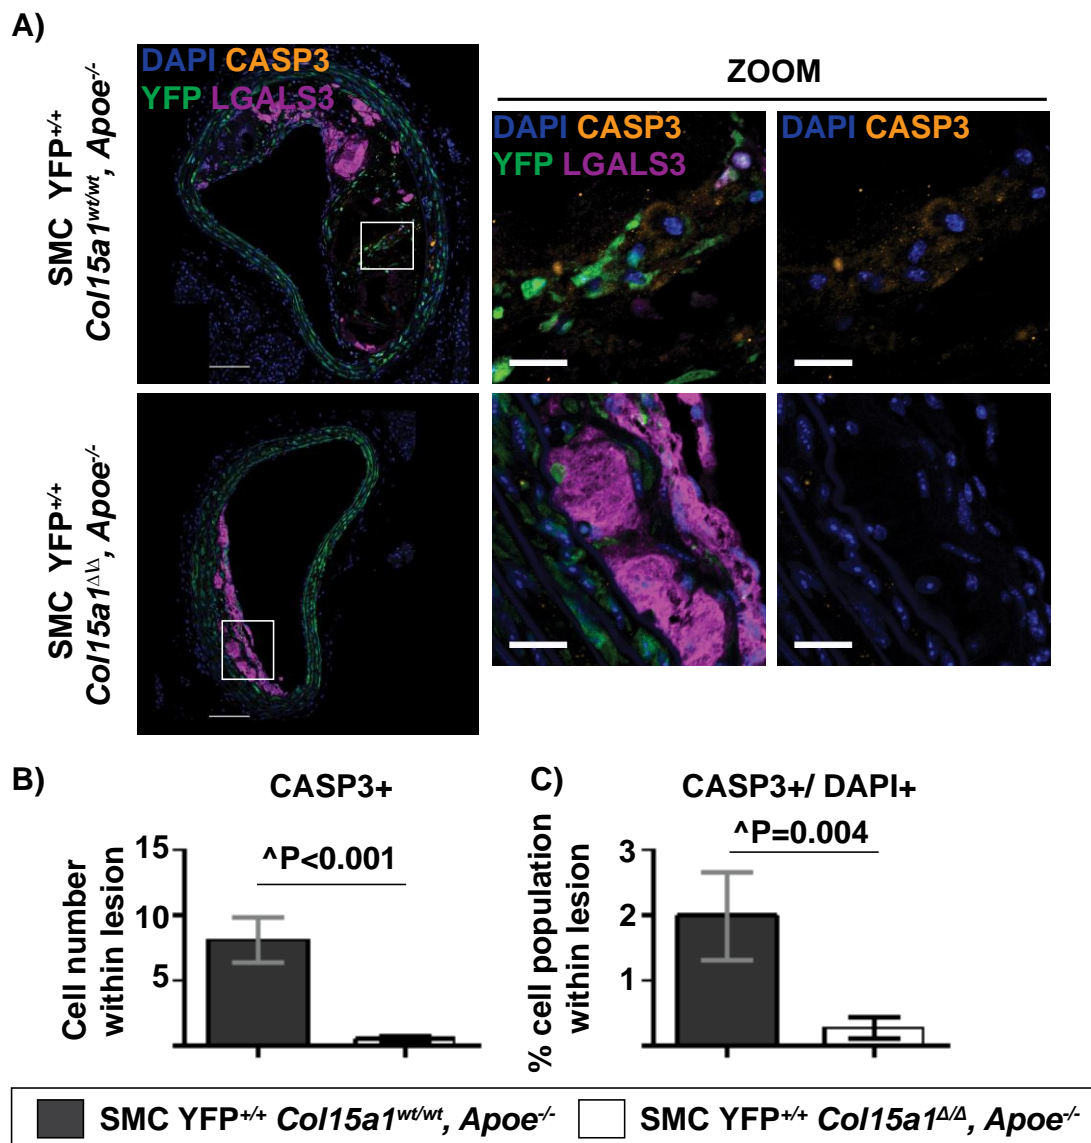 A)
SMC YFP+/+
Col15a1wt/wt, Apoe-/-
DAPI CASP3
YFP LGALS3
ZOOM
DAPI CASP3
YFP LGALS3
DAPI CASP3
SMC YFP+/+
Col15a1Δ\Δ, Apoe-/-
B)
CASP3+
Cell number
within lesion
15
10
5
^P<0.001
C)
CASP3+/ DAPI+
% cell population
within lesion
3
2
1
^P=0.004
SMC YFP+/+ Col15a1wt/wt, Apoe-/-
SMC YFP+/+ Col15a1Δ/Δ, Apoe-/-